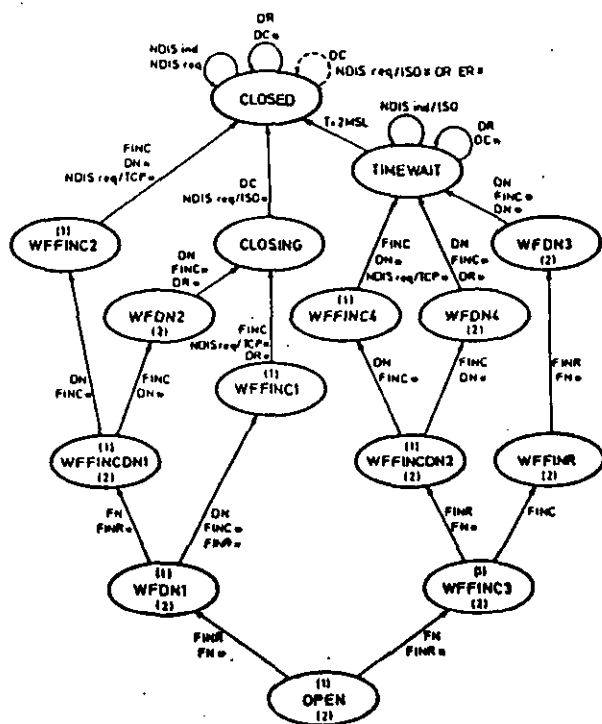 DR
DC¤
NDIS ind
NDIS req
DC
NDIS req/ISO¤ OR ER¤
CLOSED
NDIS ind/ISO
DR
DC¤
T=2MSL
TIMEWAIT
FINC
DN¤
NDIS req/TCP¤
DC
NDIS req/ISO¤
DN
FINC¤
DN¤
(1)
WFFINC2
CLOSING
WFDN3
(2)
DN
FINC¤
DR¤
FINC
DN¤
NDIS req/TCP¤
DN
FINC¤
DR¤
WFDN2
(2)
(1)
WFFINC4
WFDN4
(2)
FINC
NDIS req/TCP¤
DR¤
FINR
FN¤
(1)
WFFINC1
DN
FINC¤
FINC
DN¤
DN
FINC¤
FINC
DN¤
(1)
WFFINCDN1
(2)
(1)
WFFINCDN2
(2)
WFFINR
(2)
FN
FINR¤
DN
FINC¤
FINR¤
FINR
FN¤
FINC
(1)
WFDN1
(2)
WFFINC3
(2)
FINR
FN¤
FN
FINR¤
(1)
OPEN
(2)